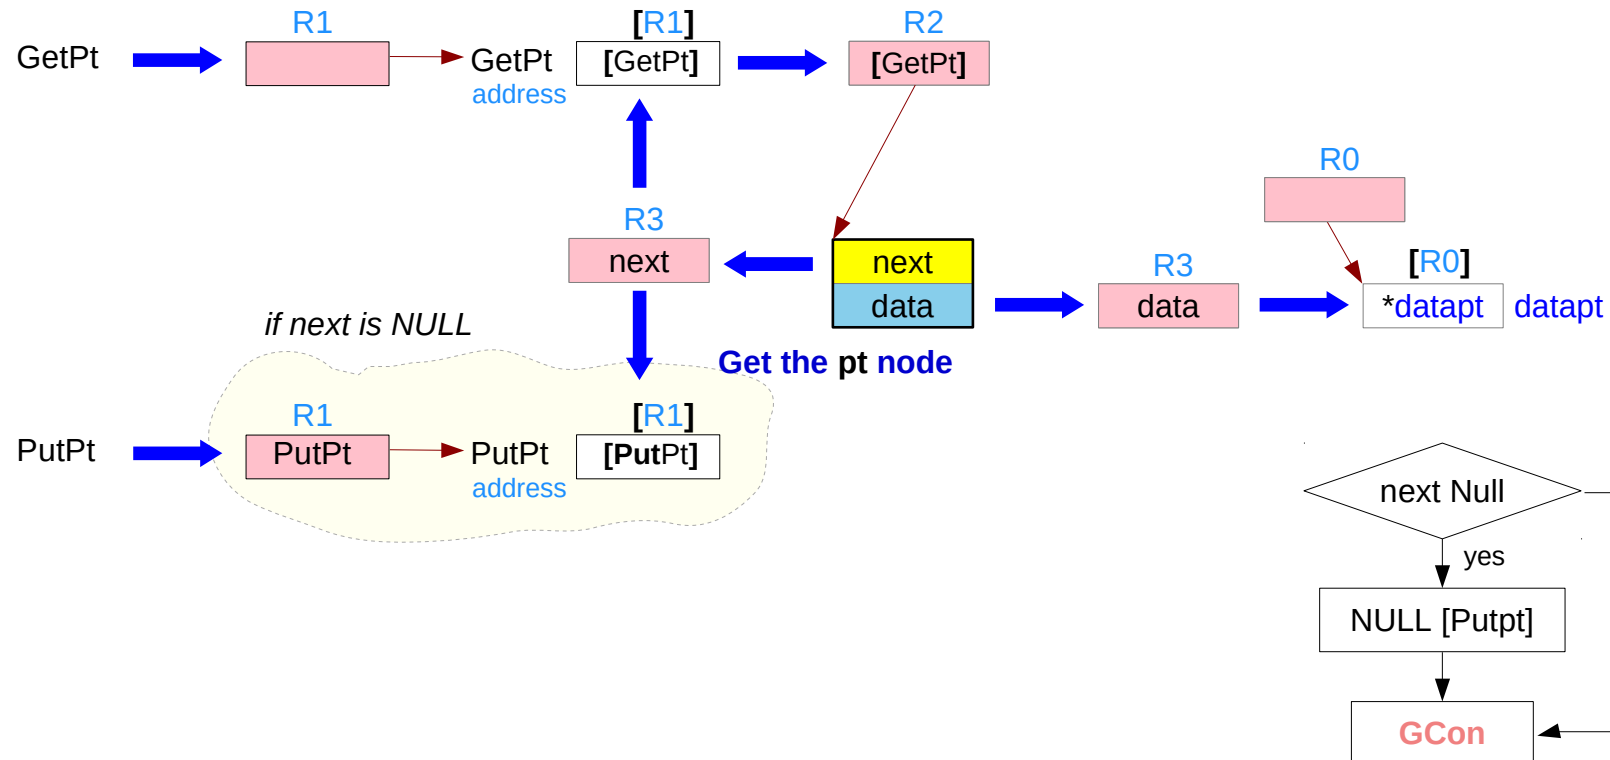 R1
[R1]
R2
GetPt
GetPt
address
[GetPt]
[GetPt]
R0
R3
next
next
data
R3
data
[R0]
*datapt
datapt
if next is NULL
Get the pt node
R1
[R1]
PutPt
PutPt
PutPt
address
[PutPt]
next Null
yes
NULL [Putpt]
GCon